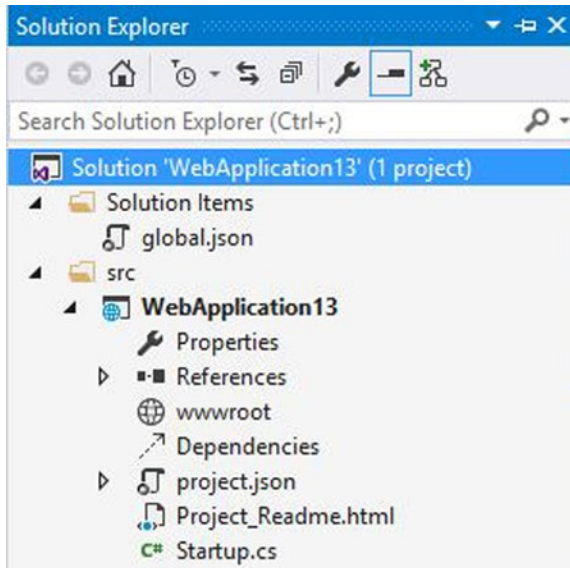 Solution Explorer
Search Solution Explorer (Ctrl+;)
Solution 'WebApplication13' (1 project)
Solution Items
global.json
src
WebApplication13
Properties
References
wwwroot
Dependencies
project.json
Project_Readme.html
C# Startup.cs